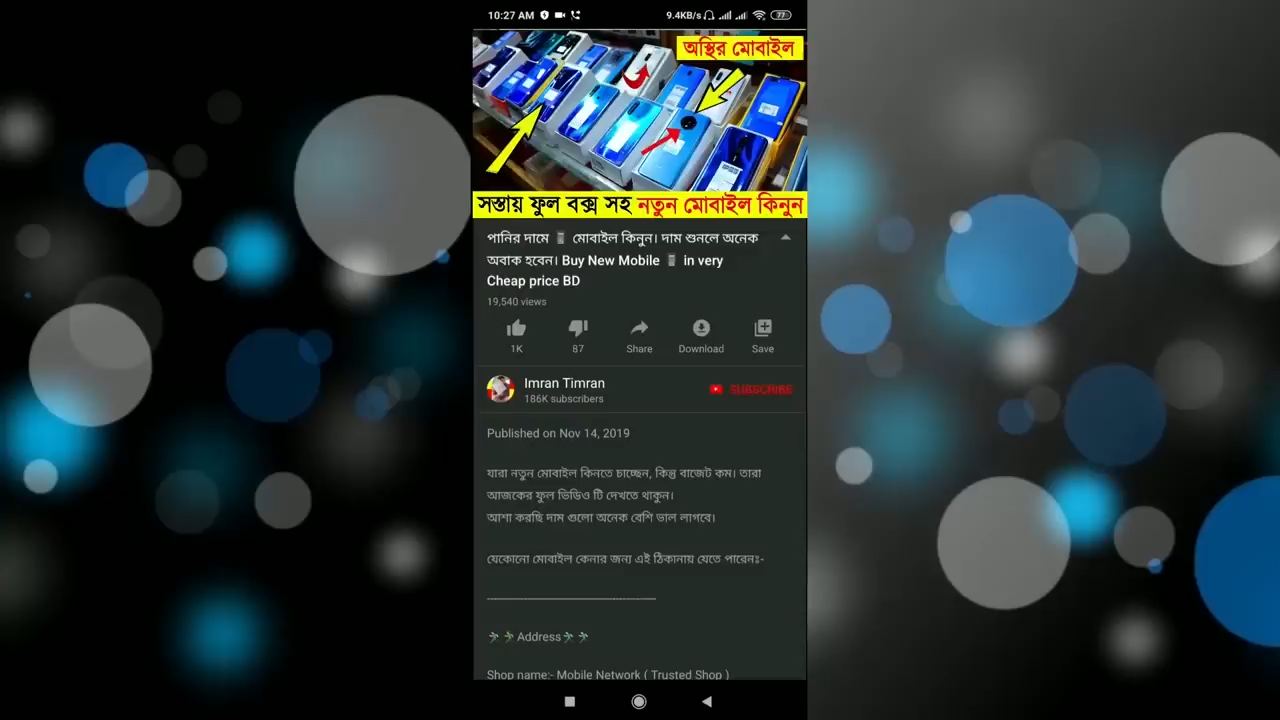 10:27 AM 9.4KB/s 77
অস্থির মোবাইল
সস্তায় ফুল বক্স সহ নতুন মোবাইল কিনুন
পানির দামে মোবাইল কিনুন। দাম শুনলে অনেক
অবাক হবেন। Buy New Mobile in very
Cheap price BD
19,540 views
1K 87 Share Download Save
Imran Timran
186K subscribers
SUBSCRIBE
Published on Nov 14, 2019
যারা নতুন মোবাইল কিনতে চাচ্ছেন, কিন্তু বাজেট কম। তারা
আজকের ফুল ভিডিও টি দেখতে থাকুন।
আশা করছি দাম গুলো অনেক বেশি ভাল লাগবে।
যেকোনো মোবাইল কেনার জন্য এই ঠিকানায় যেতে পারেনঃ-
Address
Shop name:- Mobile Network ( Trusted Shop )